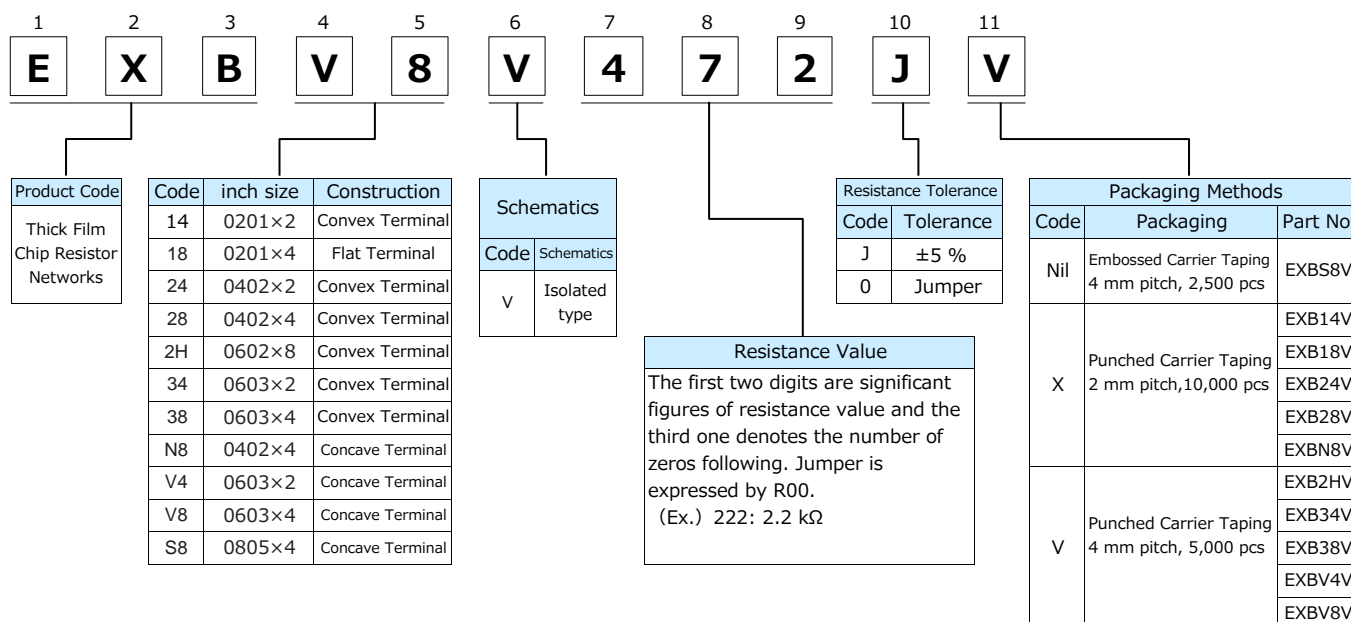 1 2 3 4 5 6 7 8 9 10 11
E X B V 8 V 4 7 2 J V
Product Code
Thick Film
Chip Resistor
Networks
Code inch size Construction
14 0201×2 Convex Terminal
18 0201×4 Flat Terminal
24 0402×2 Convex Terminal
28 0402×4 Convex Terminal
2H 0602×8 Convex Terminal
34 0603×2 Convex Terminal
38 0603×4 Convex Terminal
N8 0402×4 Concave Terminal
V4 0603×2 Concave Terminal
V8 0603×4 Concave Terminal
S8 0805×4 Concave Terminal
Schematics
Code Schematics
V Isolated
type
Resistance Value
The first two digits are significant
figures of resistance value and the
third one denotes the number of
zeros following. Jumper is
expressed by R00.
(Ex.) 222: 2.2 kΩ
Resistance Tolerance
Code Tolerance
J ±5 %
0 Jumper
Packaging Methods
Code Packaging Part No
Nil Embossed Carrier Taping
4 mm pitch, 2,500 pcs
EXBS8V
X Punched Carrier Taping
2 mm pitch,10,000 pcs
EXB14V
EXB18V
EXB24V
EXB28V
EXBN8V
V Punched Carrier Taping
4 mm pitch, 5,000 pcs
EXB2HV
EXB34V
EXB38V
EXBV4V
EXBV8V